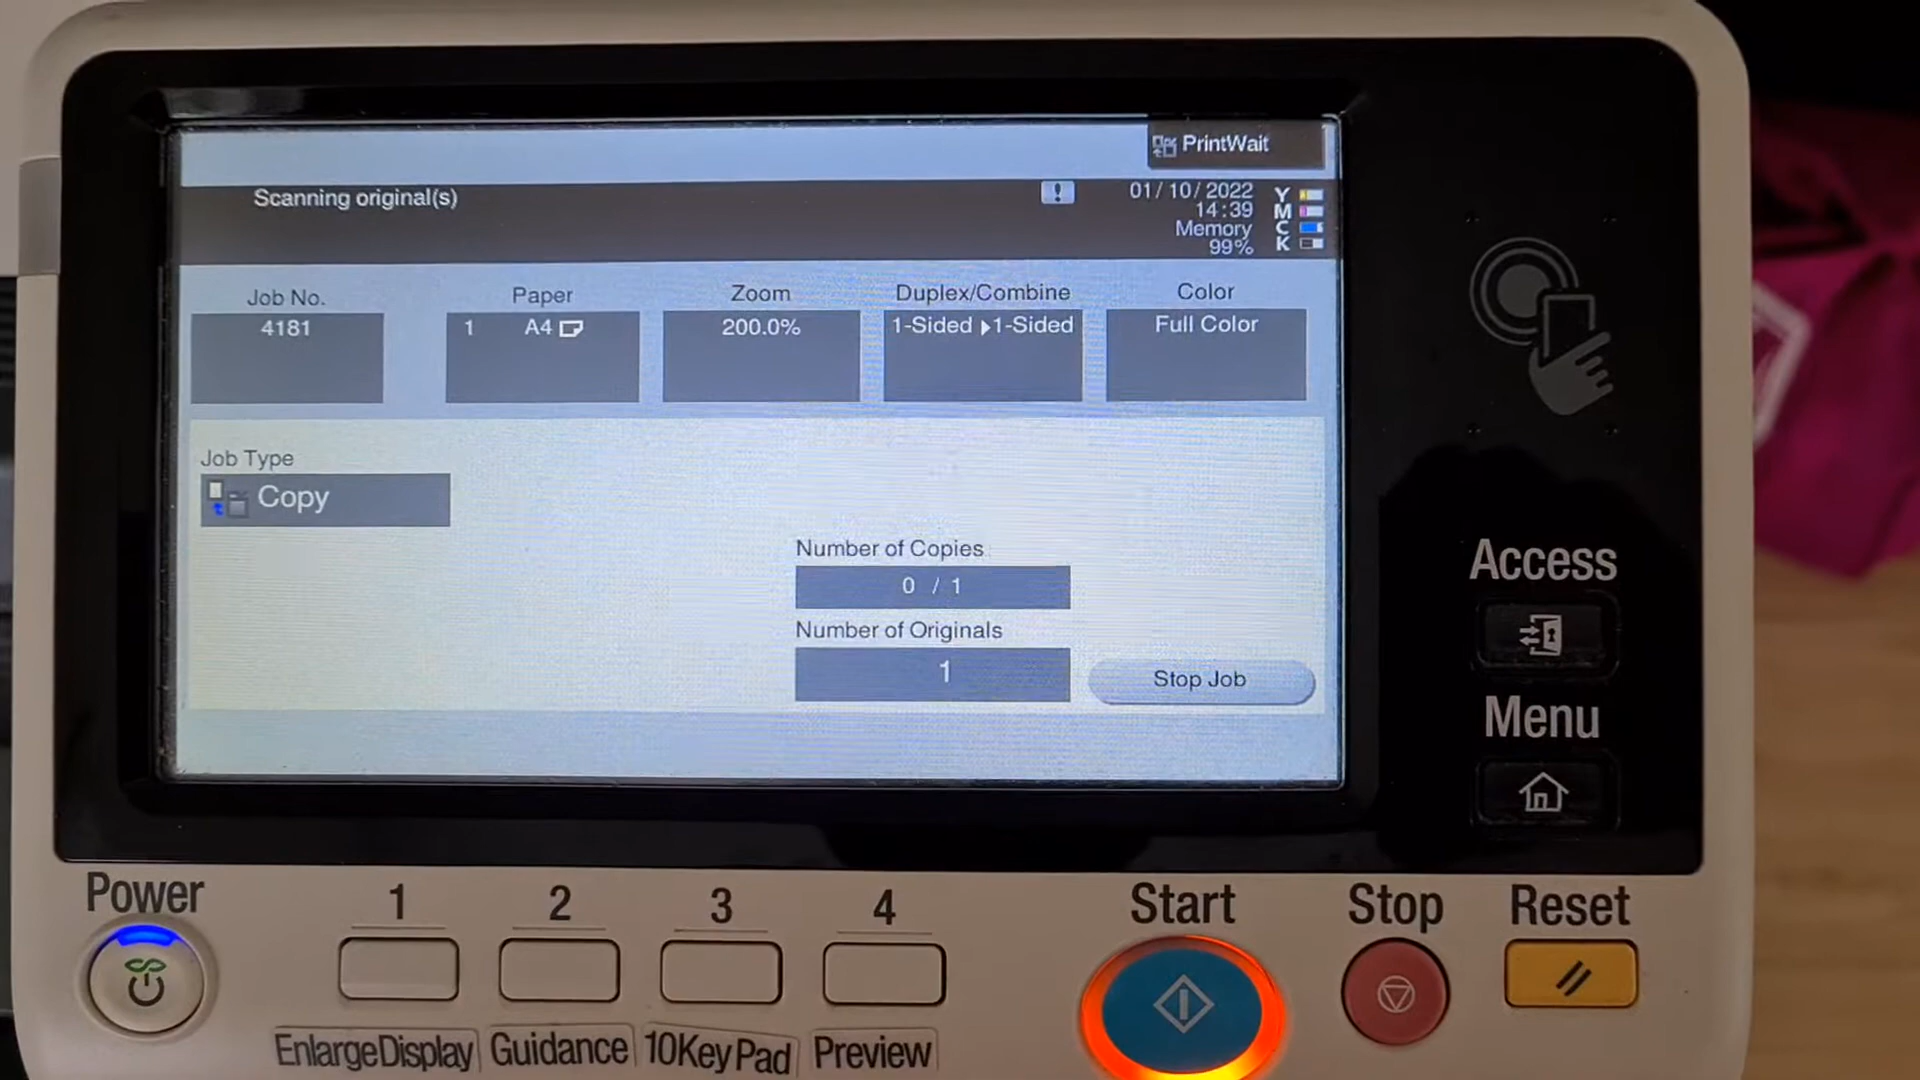 PrintWait
Scanning original(s)
!
01/10/2022
14:39
Memory
99%
Y
M
C
K
Job No.
4181
Paper
1 A4
Zoom
200.0%
Duplex/Combine
1-Sided ▶1-Sided
Color
Full Color
Job Type
Copy
Number of Copies
0 / 1
Number of Originals
1
Stop Job
Access
Menu
Power
1
2
3
4
Start
Stop
Reset
EnlargeDisplay
Guidance
10KeyPad
Preview